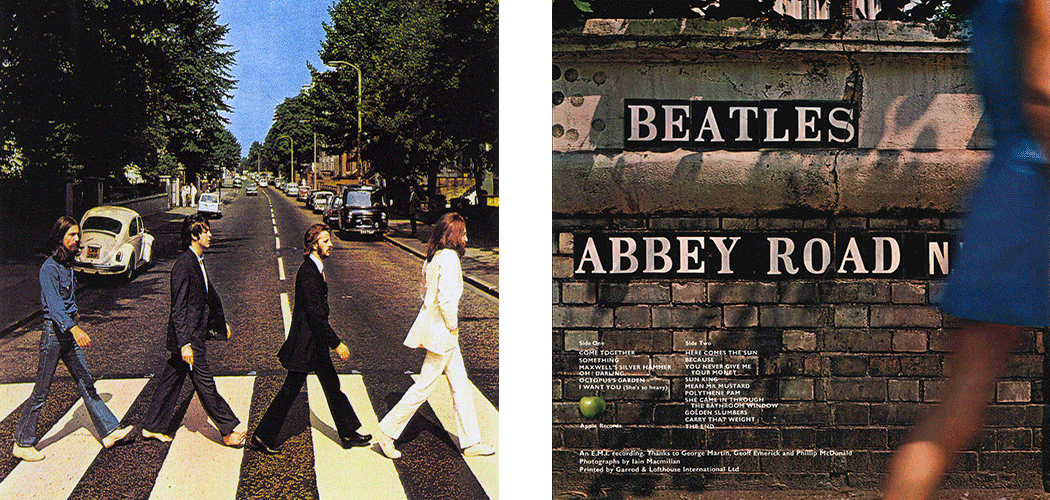 BEATLES
ABBEY ROAD N
Side One
COME TOGETHER
SOMETHING
MAXWELL'S SILVER HAMMER
OH! DARLING
OCTOPUS'S GARDEN
I WANT YOU (She's so heavy)
Apple Records
Side Two
HERE COMES THE SUN
BECAUSE
YOU NEVER GIVE ME
YOUR MONEY
SUN KING
MEAN MR MUSTARD
POLYTHENE PAM
SHE CAME IN THROUGH
THE BATHROOM WINDOW
GOLDEN SLUMBERS
CARRY THAT WEIGHT
THE END
An E.M.I. recording. Thanks to George Martin, Geoff Emerick and Phillip McDonald
Photographs by Iain Macmillan
Printed by Garrod & Lofthouse International Ltd